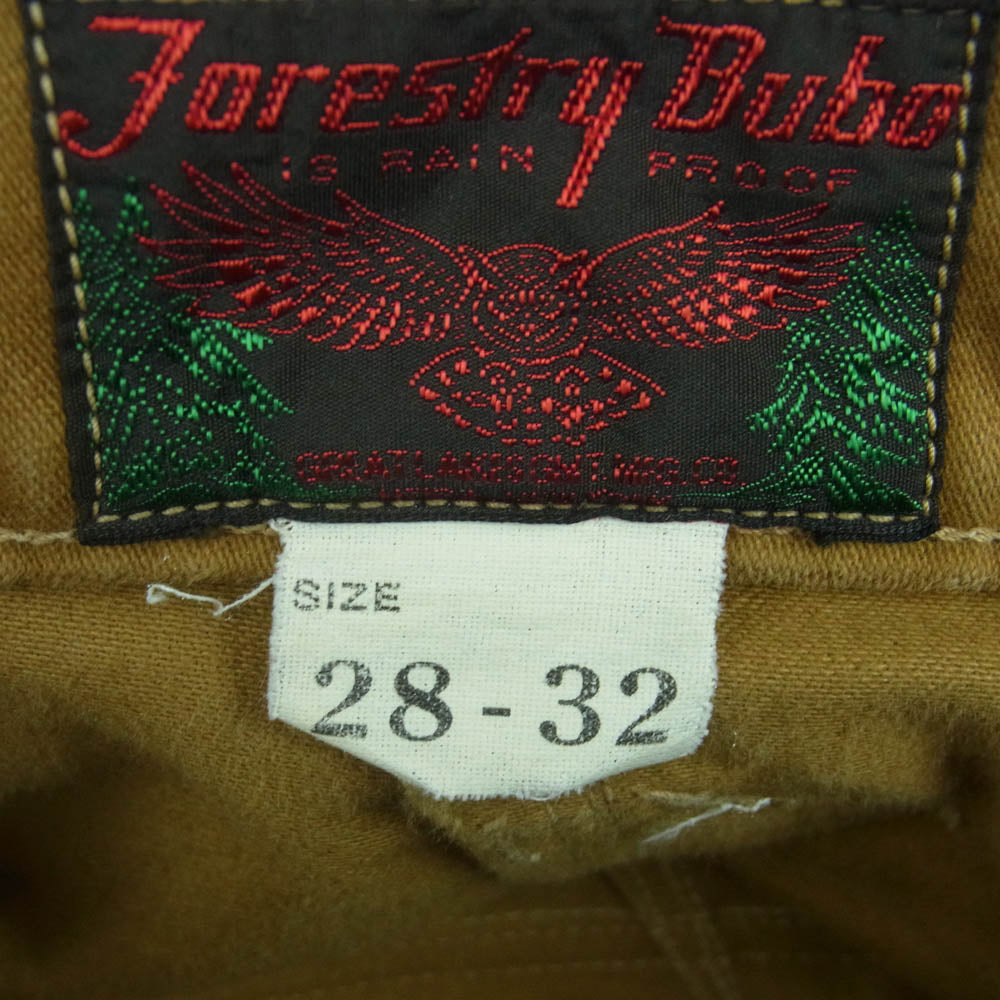 Forestry Bubo
IS RAIN PROOF
GREAT LAKES GMT. MFG. CO.
SIZE
28 - 32